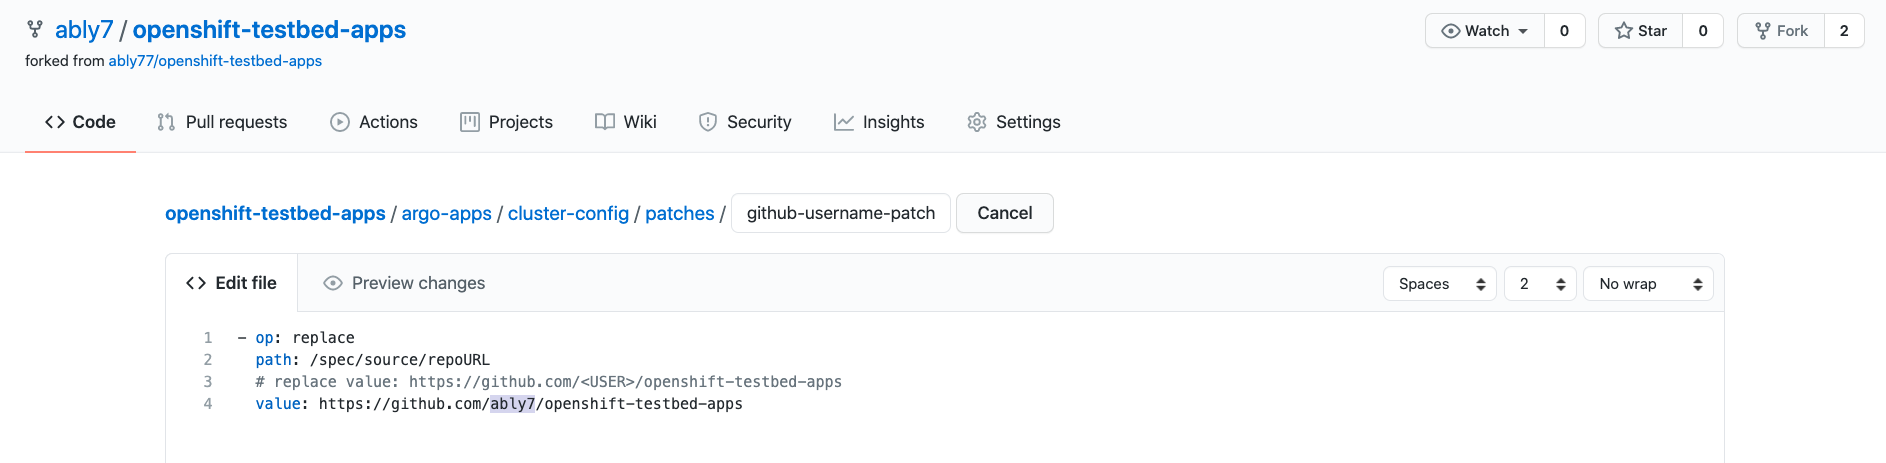 ably7 / openshift-testbed-apps Watch 0 Star 0 Fork 2
forked from ably77/openshift-testbed-apps
Code Pull requests Actions Projects Wiki Security Insights Settings
openshift-testbed-apps / argo-apps / cluster-config / patches / github-username-patch Cancel
Edit file Preview changes Spaces 2 No wrap
1 - op: replace
2 path: /spec/source/repoURL
3 # replace value: https://github.com/<USER>/openshift-testbed-apps
4 value: https://github.com/ably7/openshift-testbed-apps